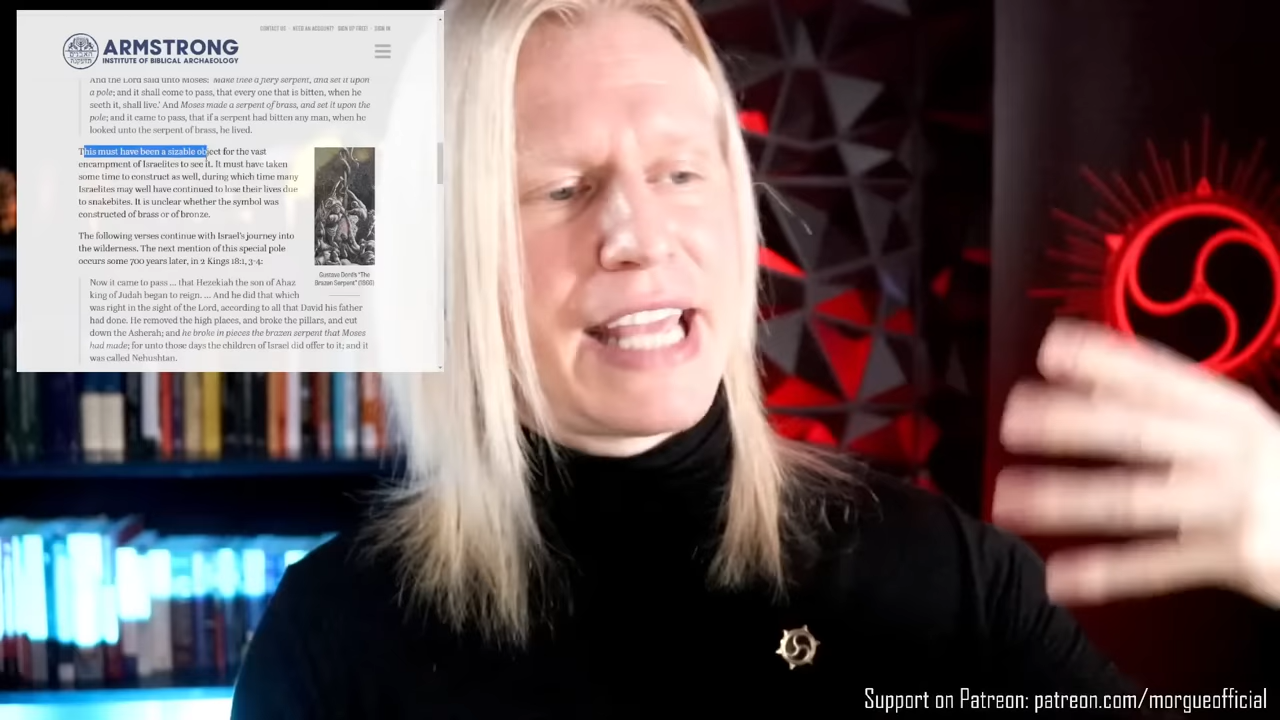 CONTACT US · NEED AN ACCOUNT? SIGN UP FREE! · SIGN IN
ARMSTRONG
INSTITUTE OF BIBLICAL ARCHAEOLOGY
And the Lord said unto Moses: 'Make thee a fiery serpent, and set it upon
a pole; and it shall come to pass, that every one that is bitten, when he
seeth it, shall live.' And Moses made a serpent of brass, and set it upon the
pole; and it came to pass, that if a serpent had bitten any man, when he
looked unto the serpent of brass, he lived.
This must have been a sizable object for the vast
encampment of Israelites to see it. It must have taken
some time to construct as well, during which time many
Israelites may well have continued to lose their lives due
to snakebites. It is unclear whether the symbol was
constructed of brass or of bronze.
The following verses continue with Israel's journey into
the wilderness. The next mention of this special pole
occurs some 700 years later, in 2 Kings 18:1, 3-4:
Gustave Doré's "The
Brazen Serpent" (1866)
Now it came to pass ... that Hezekiah the son of Ahaz
king of Judah began to reign. ... And he did that which
was right in the sight of the Lord, according to all that David his father
had done. He removed the high places, and broke the pillars, and cut
down the Asherah; and he broke in pieces the brazen serpent that Moses
had made; for unto those days the children of Israel did offer to it; and it
was called Nehushtan.
Support on Patreon: patreon.com/morgueofficial